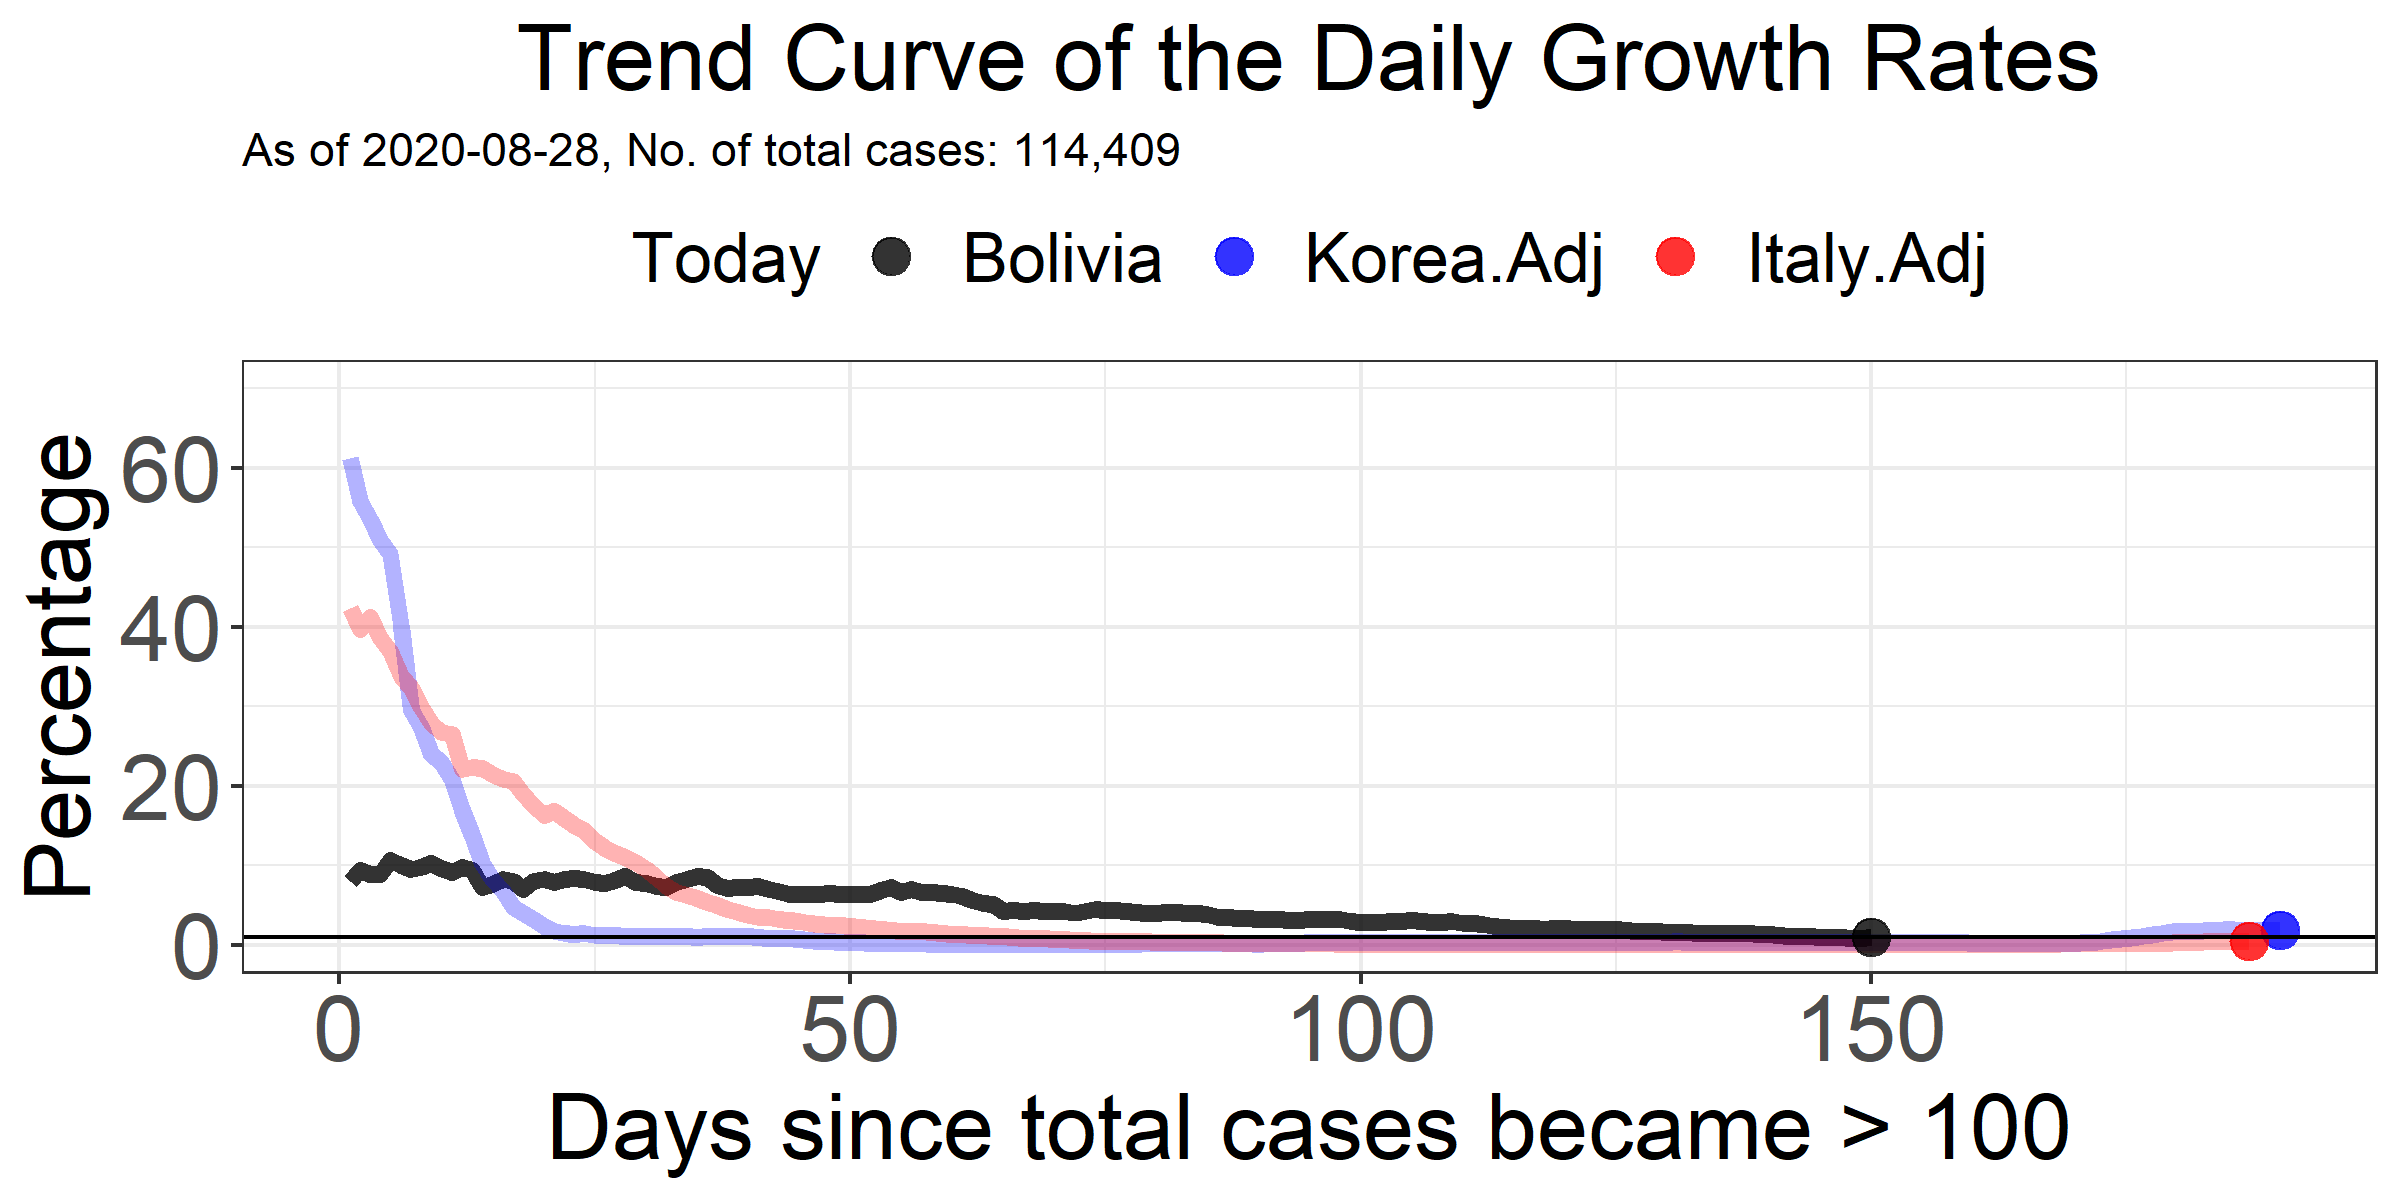 Trend Curve of the Daily Growth Rates
As of 2020-08-28, No. of total cases: 114,409
Today Bolivia Korea.Adj Italy.Adj
Percentage
60
40
20
0
0 50 100 150
Days since total cases became > 100